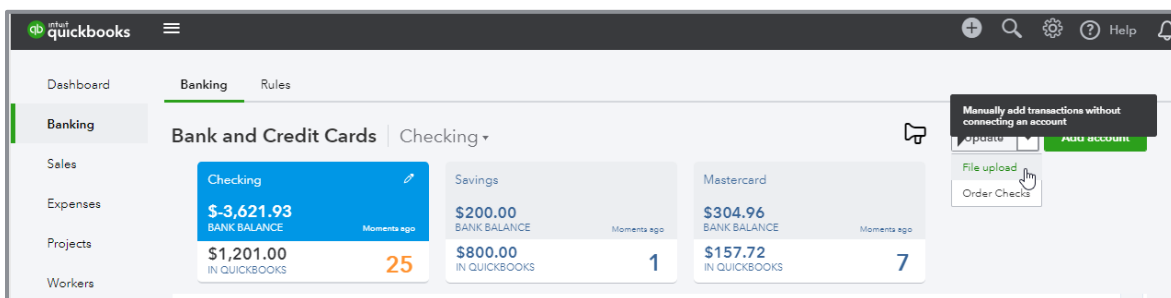 intuit
qb quickbooks
Help
Dashboard
Banking
Sales
Expenses
Projects
Workers
Banking Rules
Bank and Credit Cards Checking
Manually add transactions without
connecting an account
Update Add account
File upload
Order Checks
Checking
$-3,621.93
BANK BALANCE Moments ago
$1,201.00
IN QUICKBOOKS 25
Savings
$200.00
BANK BALANCE Moments ago
$800.00
IN QUICKBOOKS 1
Mastercard
$304.96
BANK BALANCE Moments ago
$157.72
IN QUICKBOOKS 7